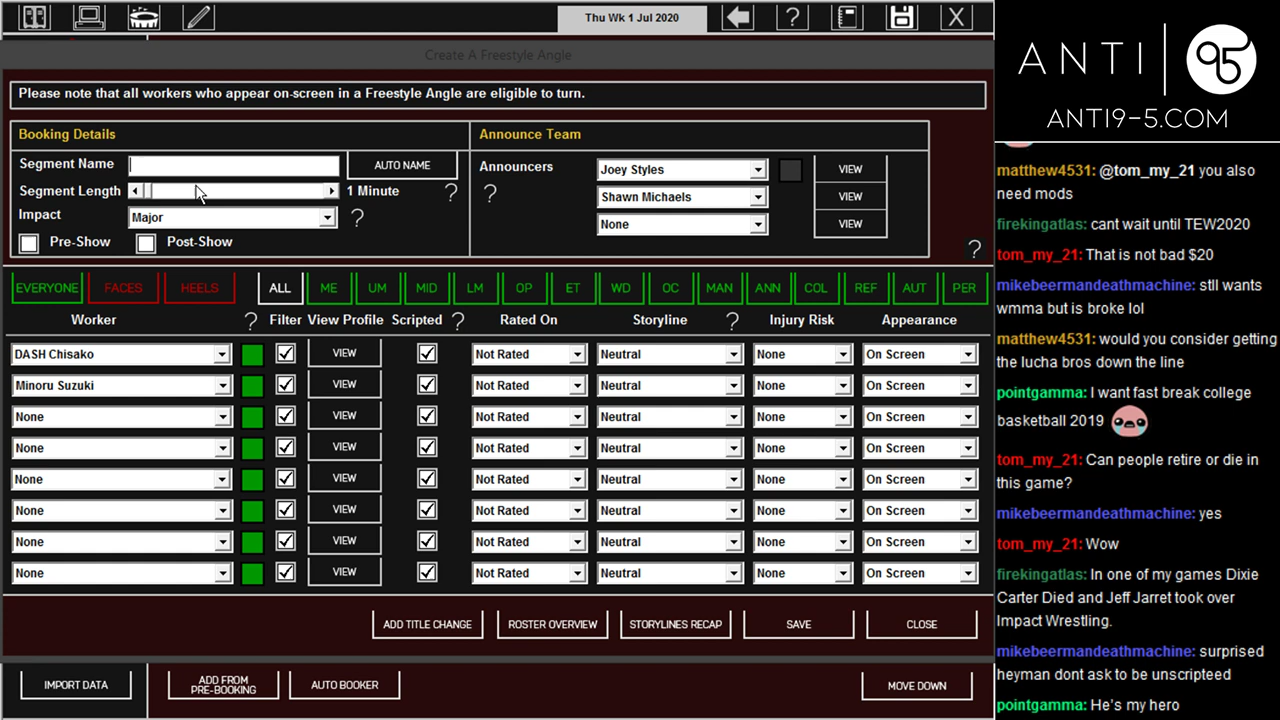 Thu Wk 1 Jul 2020
?
X
Create A Freestyle Angle
Please note that all workers who appear on-screen in a Freestyle Angle are eligible to turn.
Booking Details
Segment Name
AUTO NAME
Segment Length
1 Minute
?
Impact
Major
?
Pre-Show
Post-Show
Announce Team
Announcers
?
Joey Styles
VIEW
Shawn Michaels
VIEW
None
VIEW
?
EVERYONE
FACES
HEELS
ALL
ME
UM
MID
LM
OP
ET
WD
OC
MAN
ANN
COL
REF
AUT
PER
Worker ? Filter View Profile Scripted ? Rated On Storyline ? Injury Risk Appearance
DASH Chisako VIEW Not Rated Neutral None On Screen
Minoru Suzuki VIEW Not Rated Neutral None On Screen
None VIEW Not Rated Neutral None On Screen
None VIEW Not Rated Neutral None On Screen
None VIEW Not Rated Neutral None On Screen
None VIEW Not Rated Neutral None On Screen
None VIEW Not Rated Neutral None On Screen
None VIEW Not Rated Neutral None On Screen
ADD TITLE CHANGE
ROSTER OVERVIEW
STORYLINES RECAP
SAVE
CLOSE
IMPORT DATA
ADD FROM
PRE-BOOKING
AUTO BOOKER
MOVE DOWN
ANTI 95
ANTI9-5.COM
matthew4531: @tom_my_21 you also
need mods
firekingatlas: cant wait until TEW2020
tom_my_21: That is not bad $20
mikebeermandeathmachine: stll wants
wmma but is broke lol
matthew4531: would you consider getting
the lucha bros down the line
pointgamma: I want fast break college
basketball 2019
tom_my_21: Can people retire or die in
this game?
mikebeermandeathmachine: yes
tom_my_21: Wow
firekingatlas: In one of my games Dixie
Carter Died and Jeff Jarret took over
Impact Wrestling.
mikebeermandeathmachine: surprised
heyman dont ask to be unscripteed
pointgamma: He's my hero